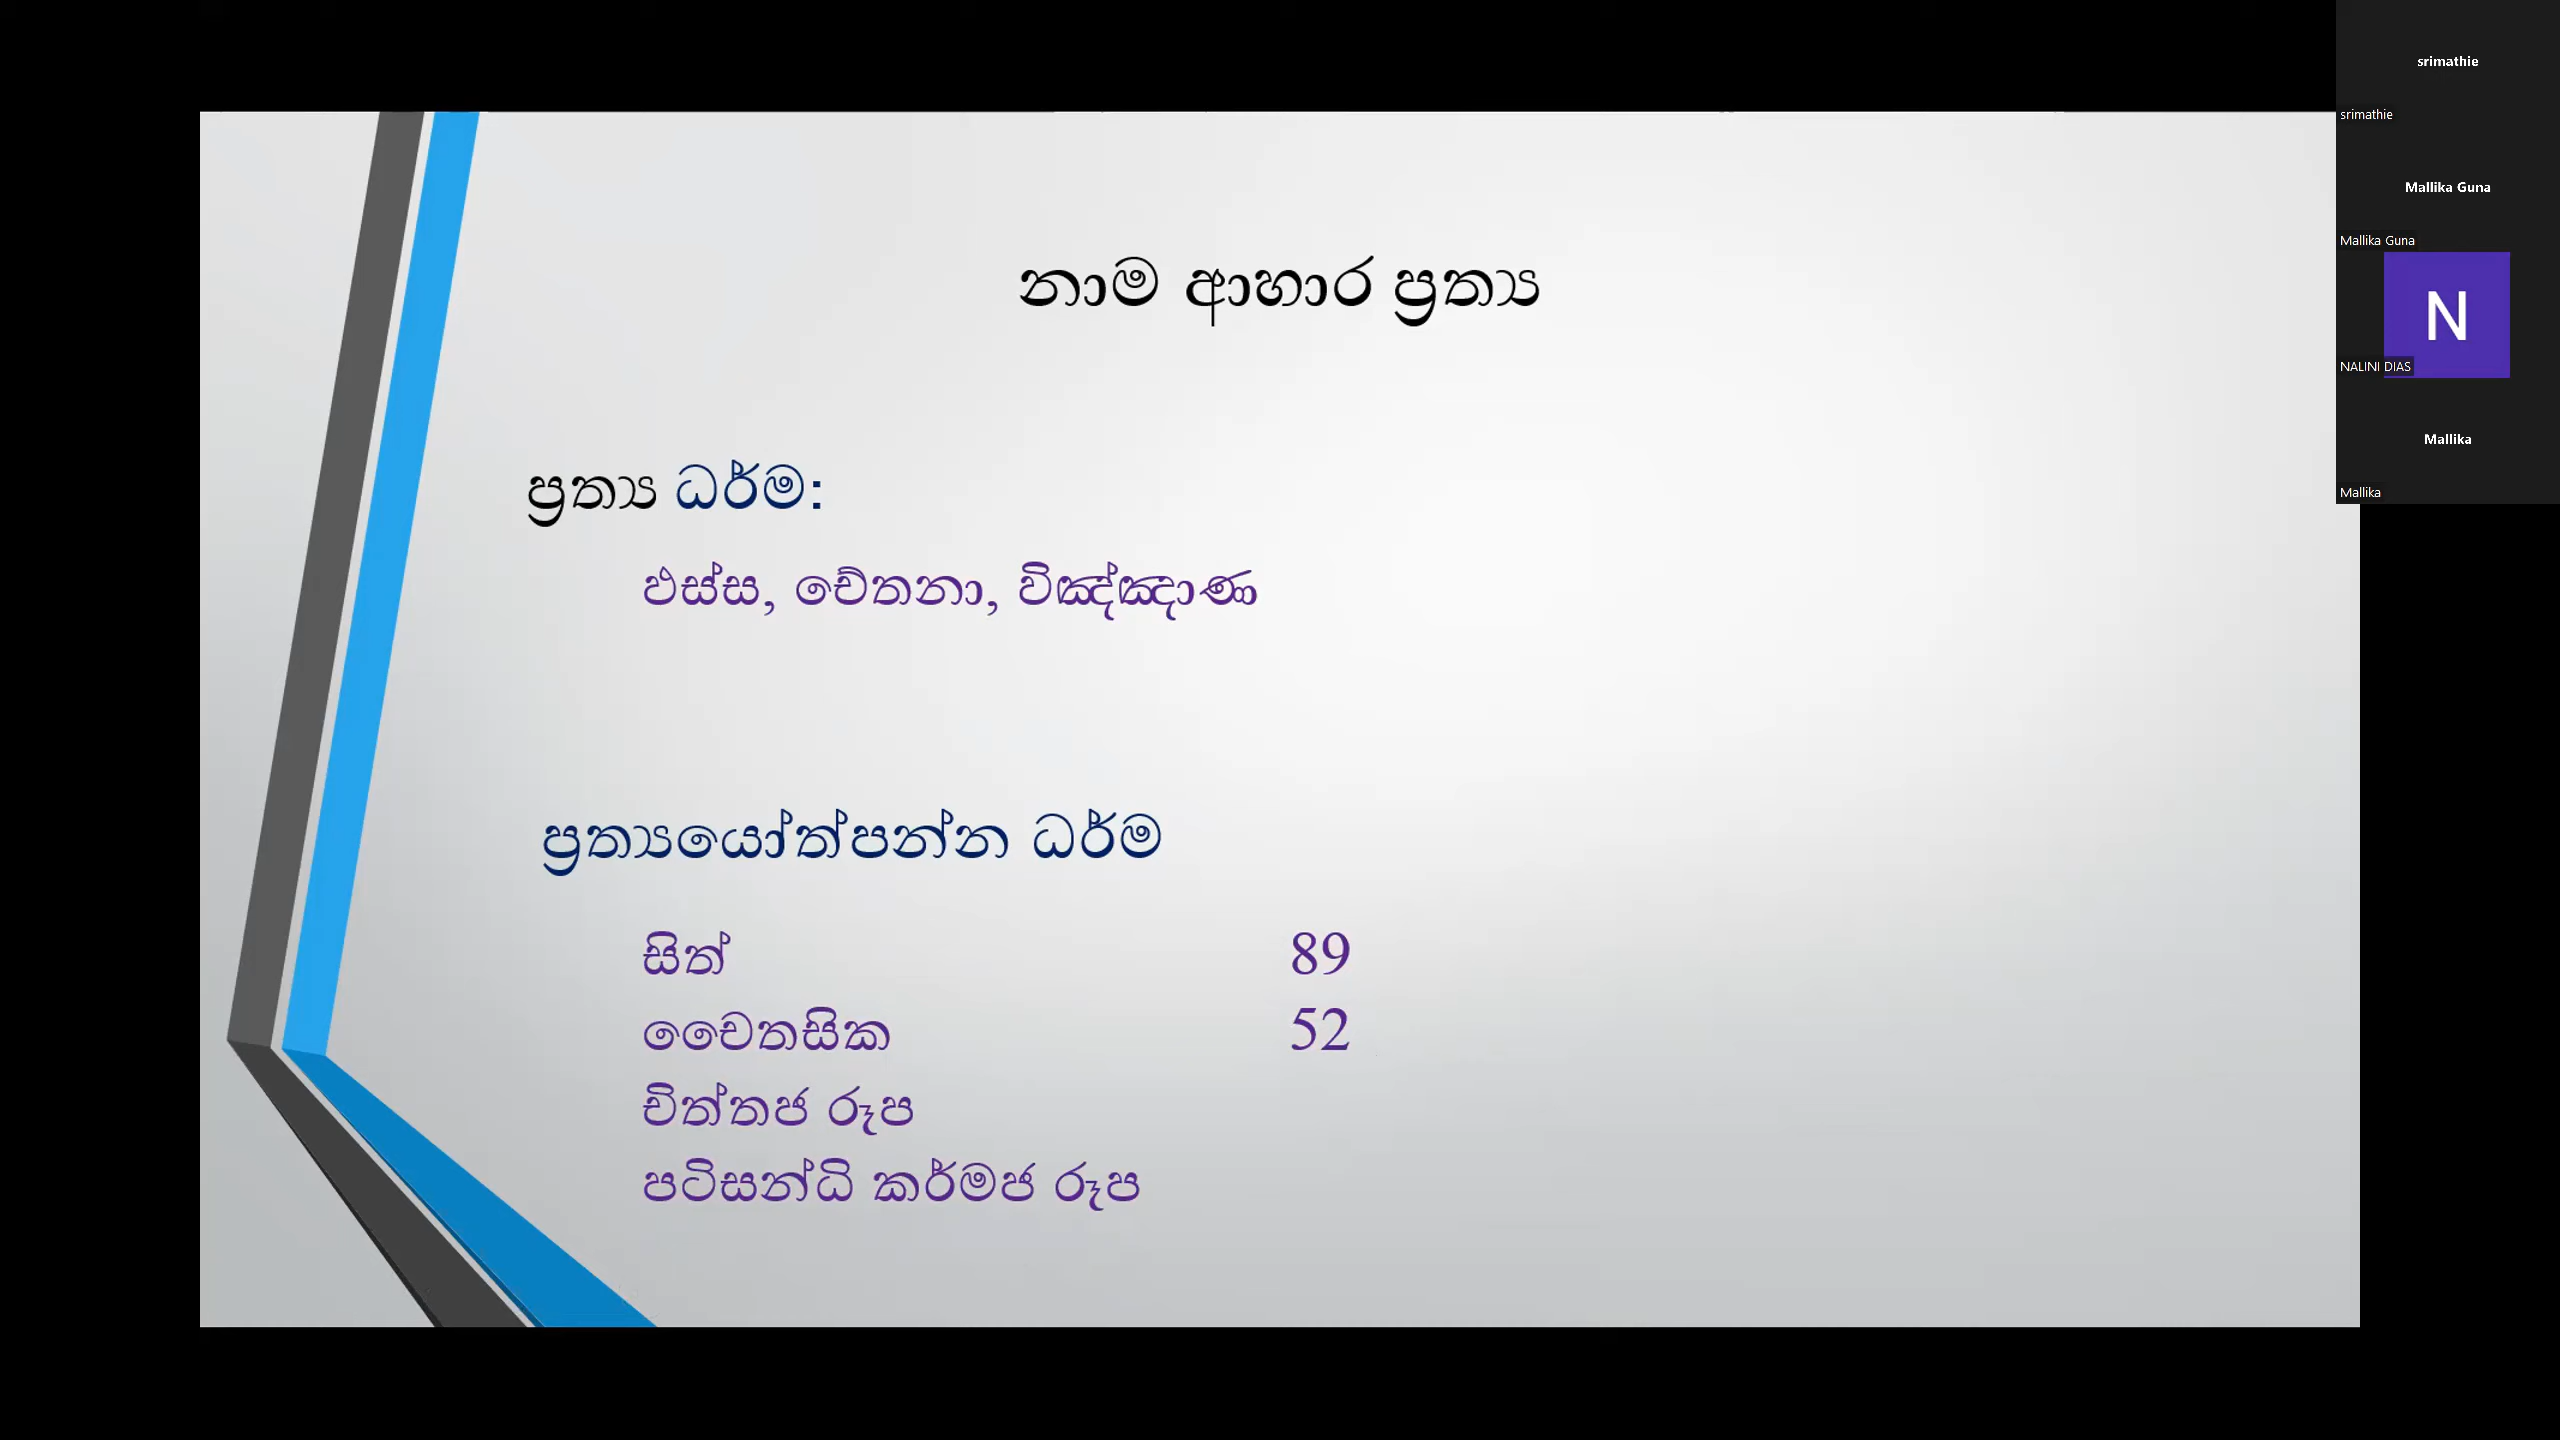 නාම ආහාර ප්‍රත්‍ය
ප්‍රත්‍ය ධර්ම:
ඵස්ස, චේතනා, විඤ්ඤාණ
ප්‍රත්‍යයෝත්පන්න ධර්ම
සිත් 89
චෛතසික 52
චිත්තජ රූප
පටිසන්ධි කර්මජ රූප
srimathie
srimathie
Mallika Guna
Mallika Guna
N
NALINI DIAS
Mallika
Mallika